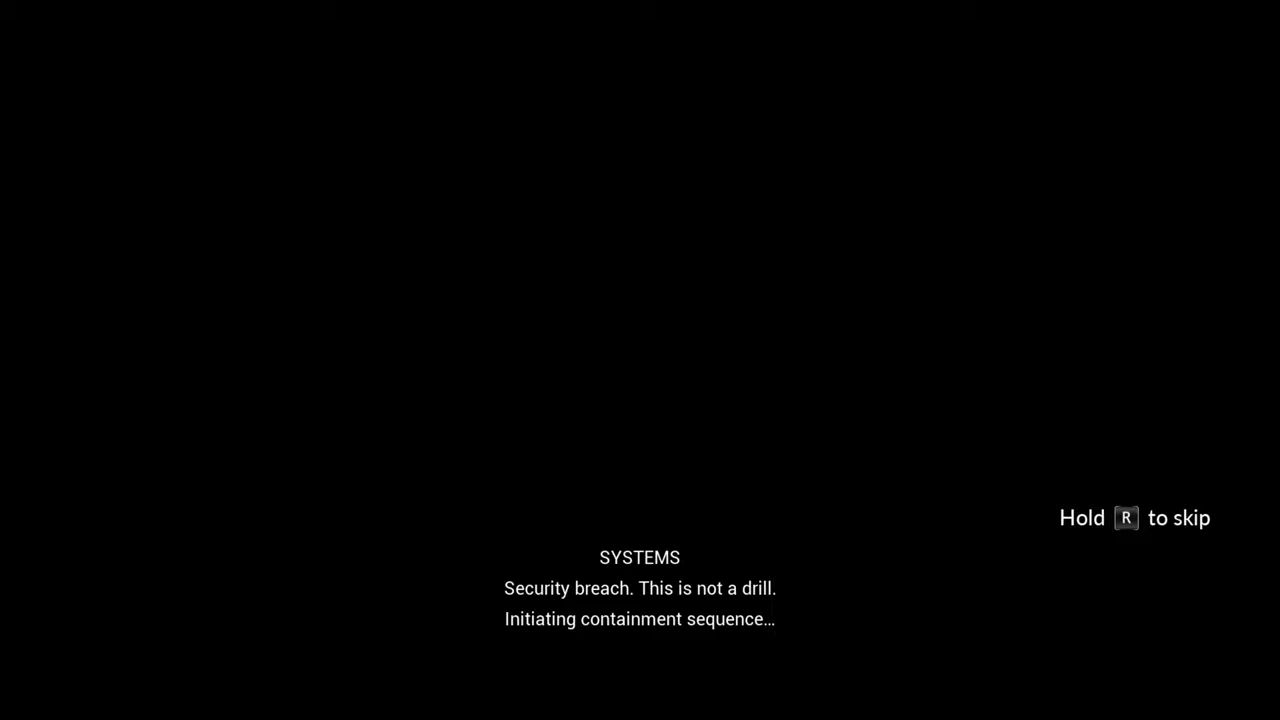 Hold R to skip
SYSTEMS
Security breach. This is not a drill.
Initiating containment sequence...